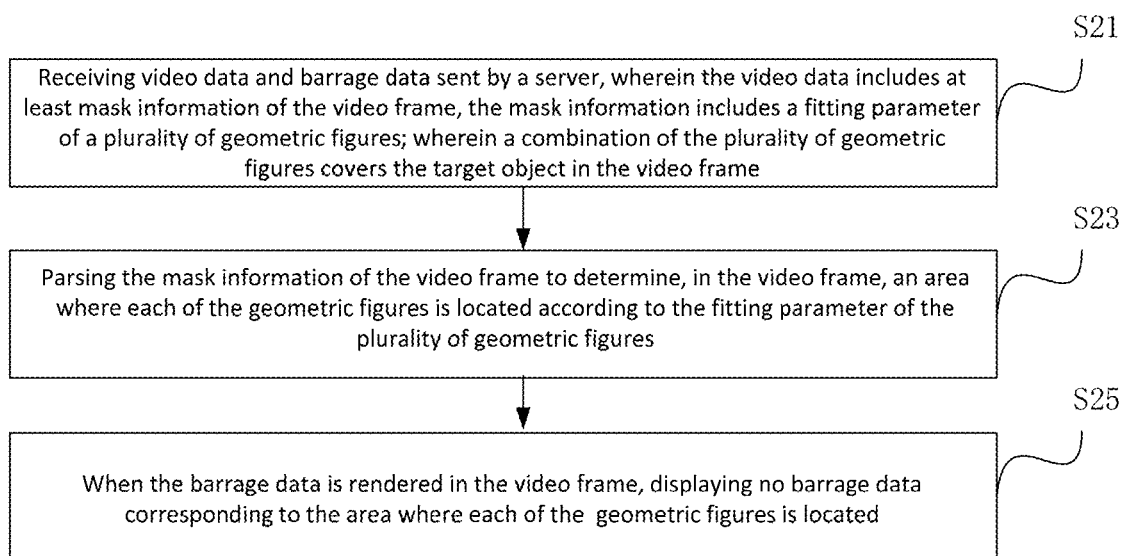 S21
Receiving video data and barrage data sent by a server, wherein the video data includes at
least mask information of the video frame, the mask information includes a fitting parameter
of a plurality of geometric figures; wherein a combination of the plurality of geometric
figures covers the target object in the video frame
S23
Parsing the mask information of the video frame to determine, in the video frame, an area
where each of the geometric figures is located according to the fitting parameter of the
plurality of geometric figures
S25
When the barrage data is rendered in the video frame, displaying no barrage data
corresponding to the area where each of the geometric figures is located